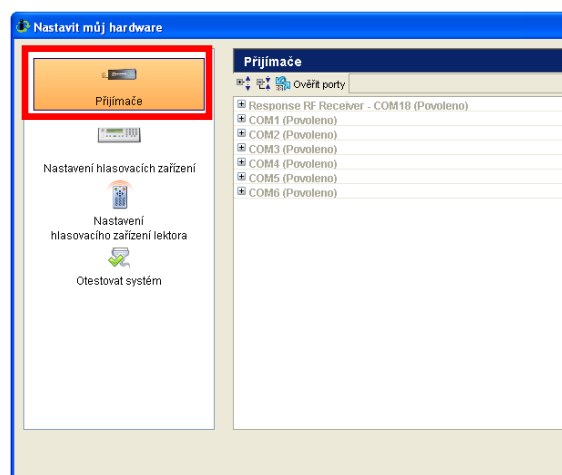 Nastavit můj hardware
Přijímače
Nastavení hlasovacích zařízení
Nastavení
hlasovacího zařízení lektora
Otestovat systém
Přijímače
Ověřit porty
Response RF Receiver - COM18 (Povoleno)
COM1 (Povoleno)
COM2 (Povoleno)
COM3 (Povoleno)
COM4 (Povoleno)
COM5 (Povoleno)
COM6 (Povoleno)